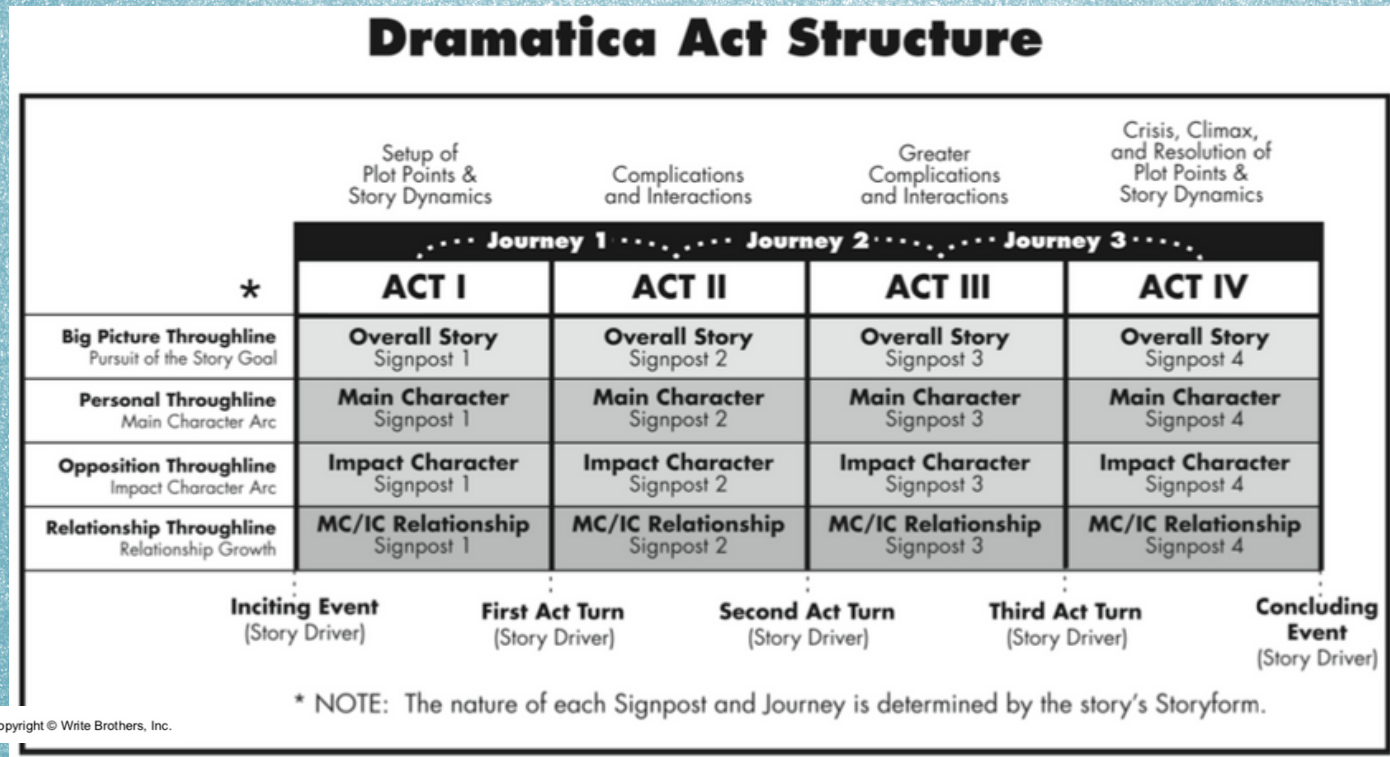 Dramatica Act Structure
Setup of
Plot Points &
Story Dynamics
Complications
and Interactions
Greater
Complications
and Interactions
Crisis, Climax,
and Resolution of
Plot Points &
Story Dynamics
Journey 1
Journey 2
Journey 3
*
ACT I
ACT II
ACT III
ACT IV
Big Picture Throughline
Pursuit of the Story Goal
Overall Story
Signpost 1
Overall Story
Signpost 2
Overall Story
Signpost 3
Overall Story
Signpost 4
Personal Throughline
Main Character Arc
Main Character
Signpost 1
Main Character
Signpost 2
Main Character
Signpost 3
Main Character
Signpost 4
Opposition Throughline
Impact Character Arc
Impact Character
Signpost 1
Impact Character
Signpost 2
Impact Character
Signpost 3
Impact Character
Signpost 4
Relationship Throughline
Relationship Growth
MC/IC Relationship
Signpost 1
MC/IC Relationship
Signpost 2
MC/IC Relationship
Signpost 3
MC/IC Relationship
Signpost 4
Inciting Event
(Story Driver)
First Act Turn
(Story Driver)
Second Act Turn
(Story Driver)
Third Act Turn
(Story Driver)
Concluding
Event
(Story Driver)
* NOTE: The nature of each Signpost and Journey is determined by the story's Storyform.
opyright © Write Brothers, Inc.